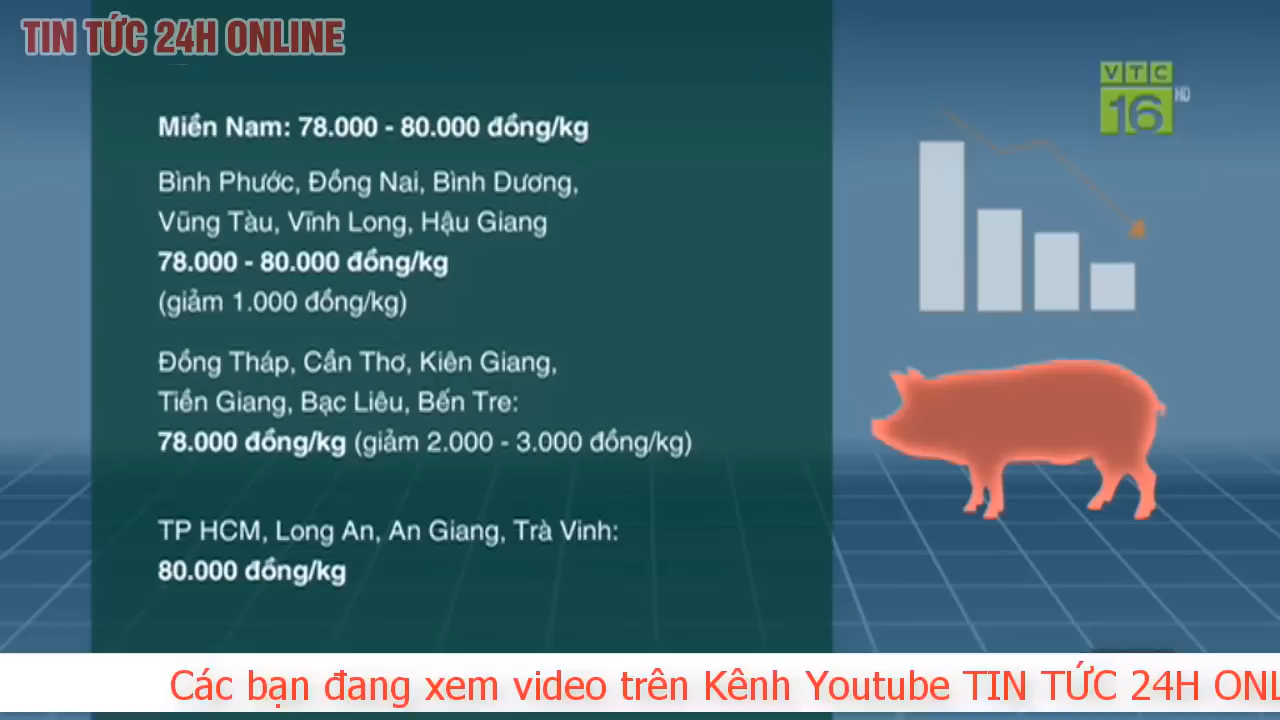 TIN TỨC 24H ONLINE
VTC
16 HD
Miền Nam: 78.000 - 80.000 đồng/kg
Bình Phước, Đồng Nai, Bình Dương,
Vũng Tàu, Vĩnh Long, Hậu Giang
78.000 - 80.000 đồng/kg
(giảm 1.000 đồng/kg)
Đồng Tháp, Cần Thơ, Kiên Giang,
Tiền Giang, Bạc Liêu, Bến Tre:
78.000 đồng/kg (giảm 2.000 - 3.000 đồng/kg)
TP HCM, Long An, An Giang, Trà Vinh:
80.000 đồng/kg
Các bạn đang xem video trên Kênh Youtube TIN TỨC 24H ONL